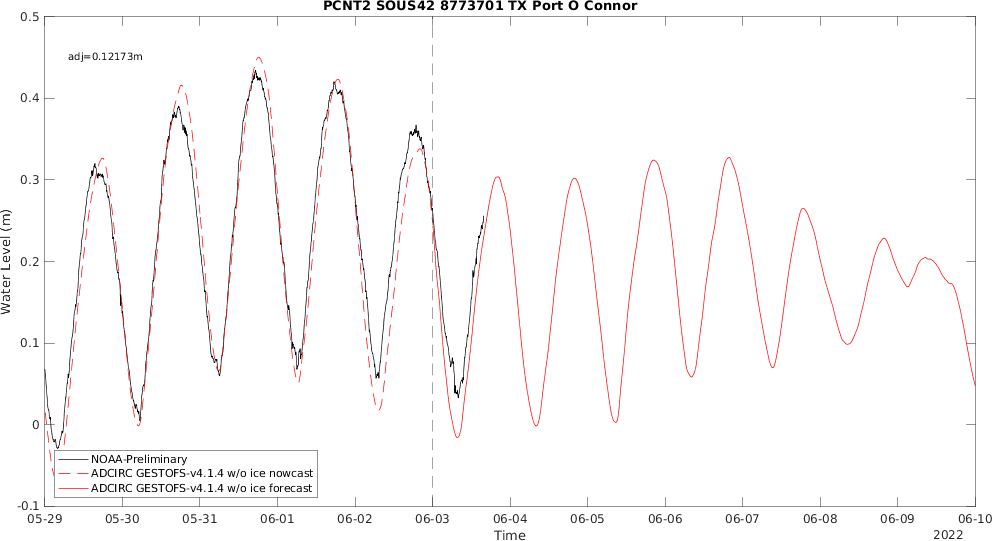 PCNT2 SOUS42 8773701 TX Port O Connor
adj=0.12173m
0.5
0.4
0.3
0.2
0.1
0
-0.1
Water Level (m)
NOAA-Preliminary
ADCIRC GESTOFS-v4.1.4 w/o ice nowcast
ADCIRC GESTOFS-v4.1.4 w/o ice forecast
05-29 05-30 05-31 06-01 06-02 06-03 06-04 06-05 06-06 06-07 06-08 06-09 06-10
Time
2022